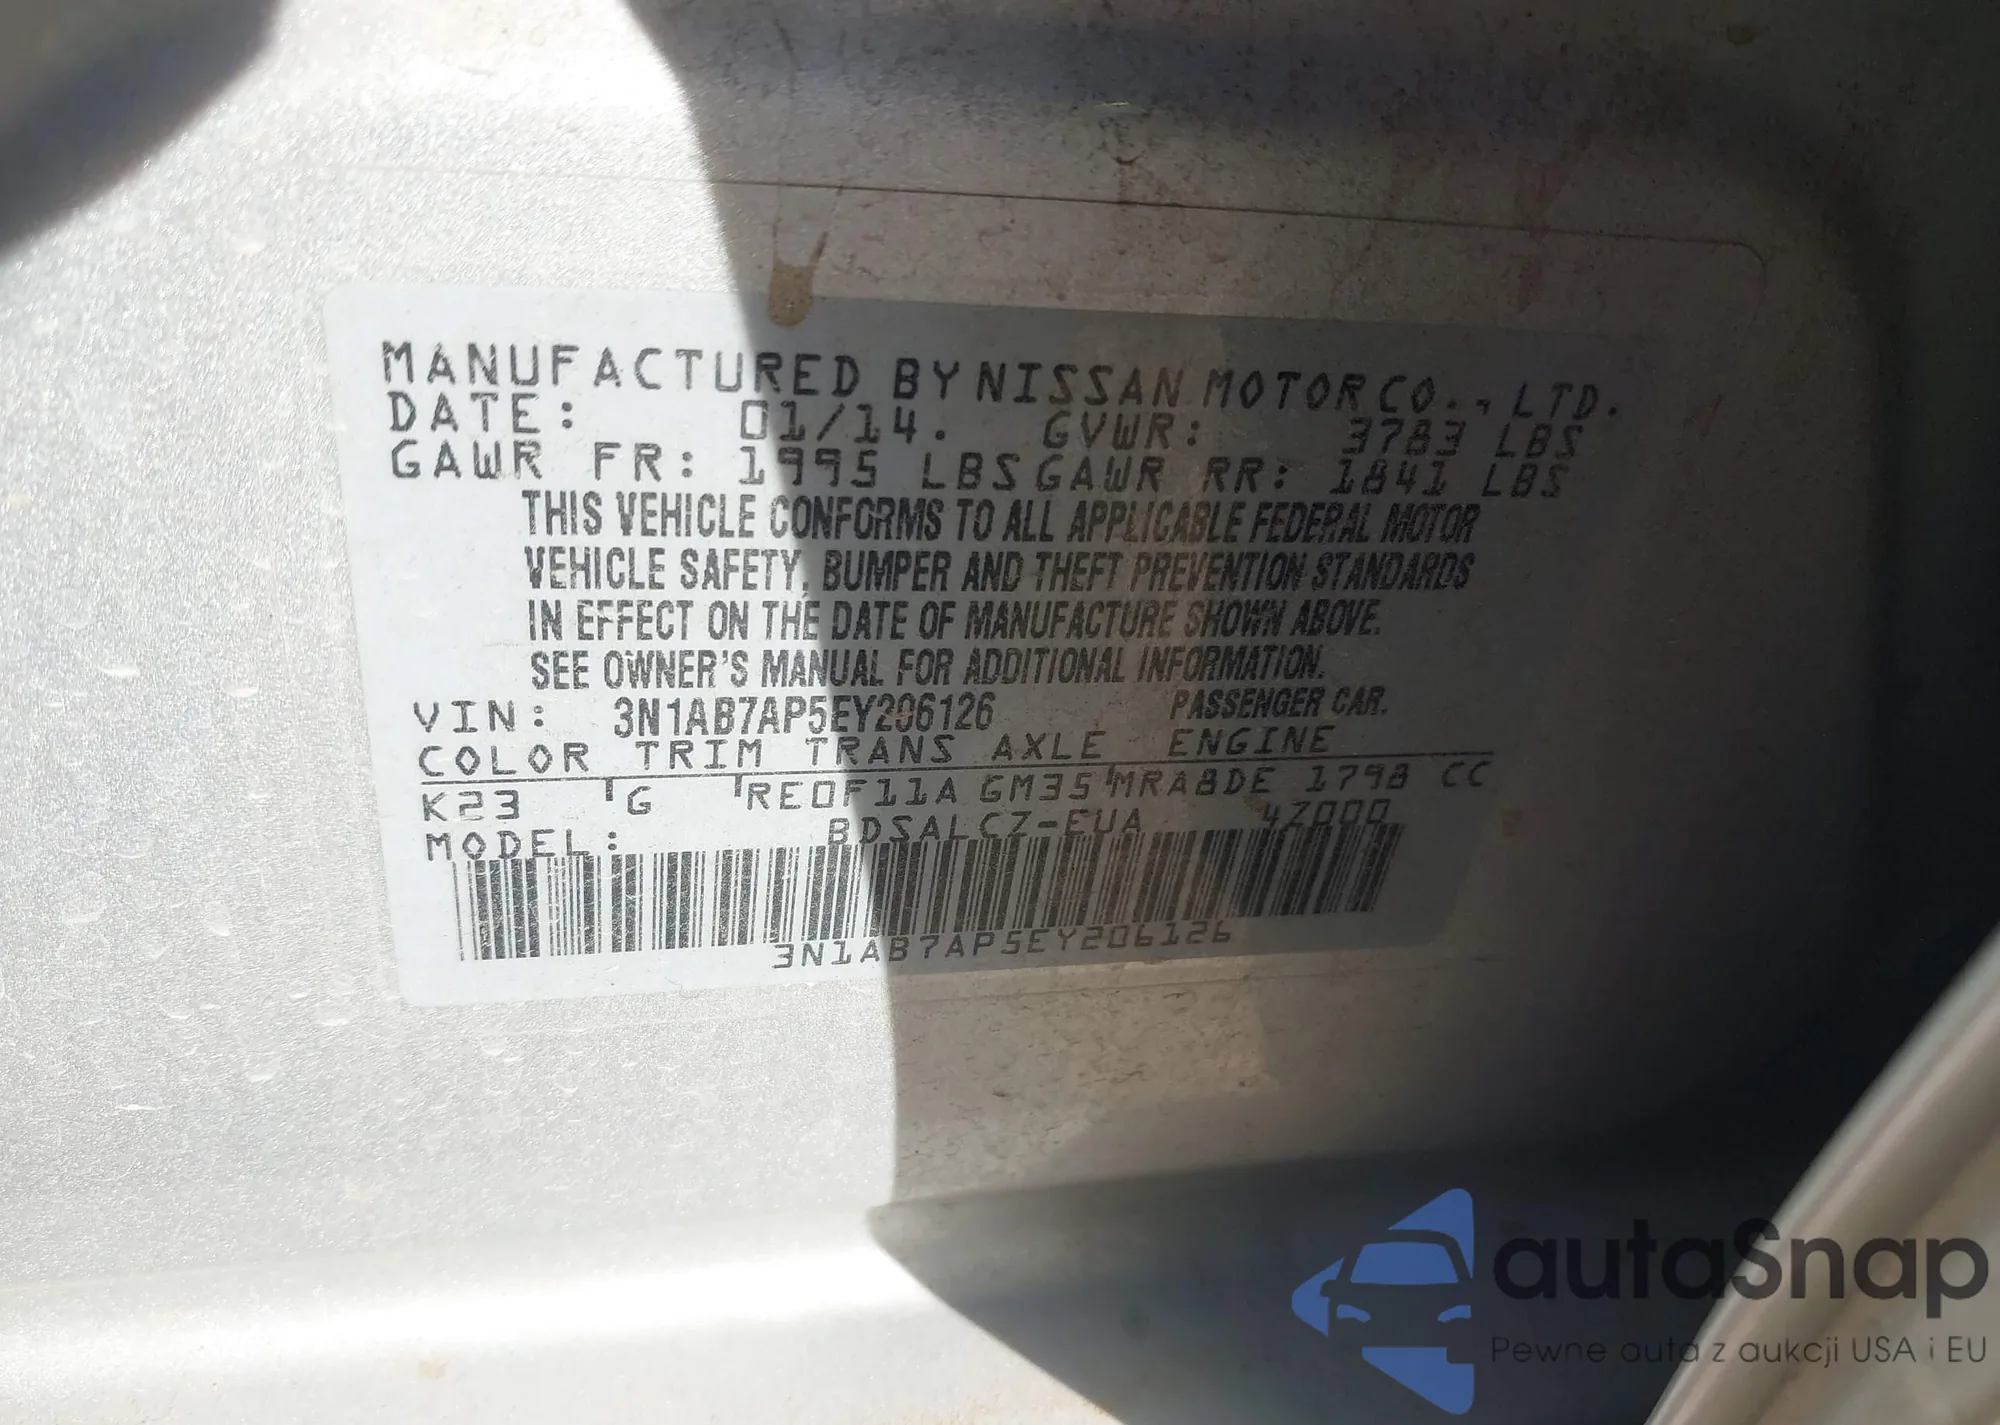 MANUFACTURED BY NISSAN MOTOR CO., LTD.
DATE: 01/14. GVWR: 3783 LBS
GAWR FR: 1995 LBS GAWR RR: 1841 LBS
THIS VEHICLE CONFORMS TO ALL APPLICABLE FEDERAL MOTOR
VEHICLE SAFETY, BUMPER AND THEFT PREVENTION STANDARDS
IN EFFECT ON THE DATE OF MANUFACTURE SHOWN ABOVE.
SEE OWNER'S MANUAL FOR ADDITIONAL INFORMATION.
VIN: 3N1AB7AP5EY206126 PASSENGER CAR.
COLOR TRIM TRANS AXLE ENGINE
K23 G RE0F11A GM35 MRA8DE 1798 CC
MODEL: BDSALCZ-EUA 47000
3N1AB7AP5EY206126
autaSnap
Pewne auta z aukcji USA i EU